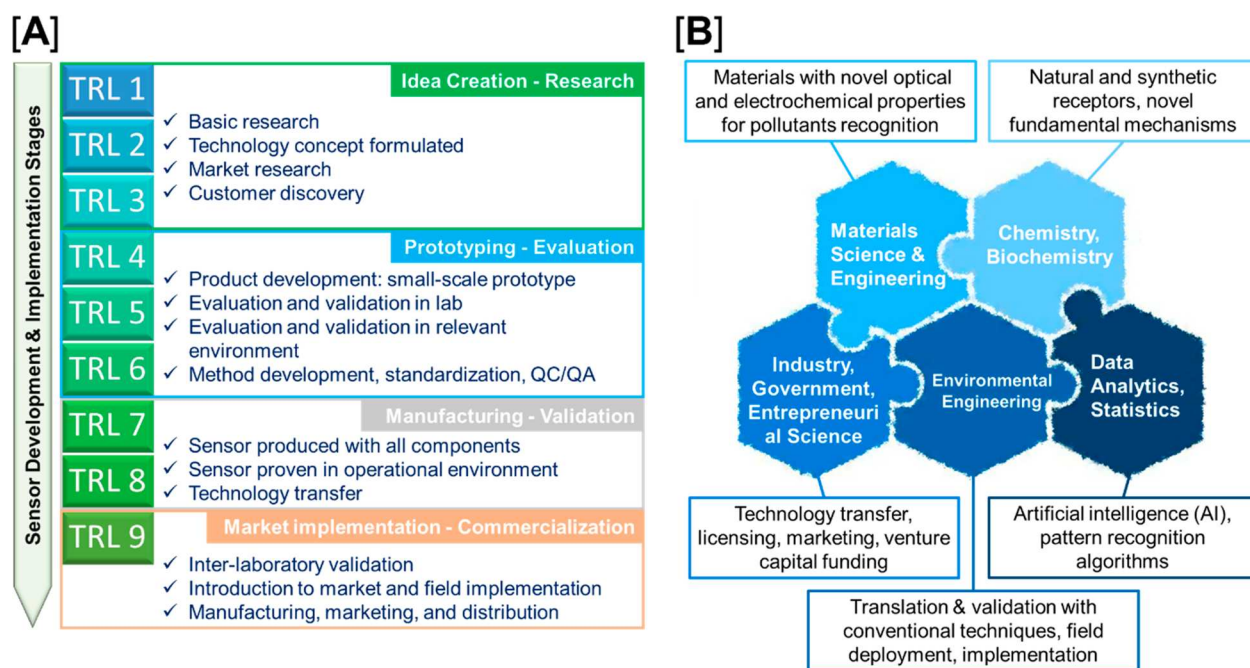 [A]
Sensor Development & Implementation Stages
TRL 1
TRL 2
TRL 3
Idea Creation - Research
✓ Basic research
✓ Technology concept formulated
✓ Market research
✓ Customer discovery
TRL 4
TRL 5
TRL 6
Prototyping - Evaluation
✓ Product development: small-scale prototype
✓ Evaluation and validation in lab
✓ Evaluation and validation in relevant
environment
✓ Method development, standardization, QC/QA
TRL 7
TRL 8
Manufacturing - Validation
✓ Sensor produced with all components
✓ Sensor proven in operational environment
✓ Technology transfer
TRL 9
Market implementation - Commercialization
✓ Inter-laboratory validation
✓ Introduction to market and field implementation
✓ Manufacturing, marketing, and distribution
[B]
Materials with novel optical
and electrochemical properties
for pollutants recognition
Natural and synthetic
receptors, novel
fundamental mechanisms
Materials
Science &
Engineering
Chemistry,
Biochemistry
Industry,
Government,
Entrepreneuri
al Science
Environmental
Engineering
Data
Analytics,
Statistics
Technology transfer,
licensing, marketing, venture
capital funding
Artificial intelligence (AI),
pattern recognition
algorithms
Translation & validation with
conventional techniques, field
deployment, implementation